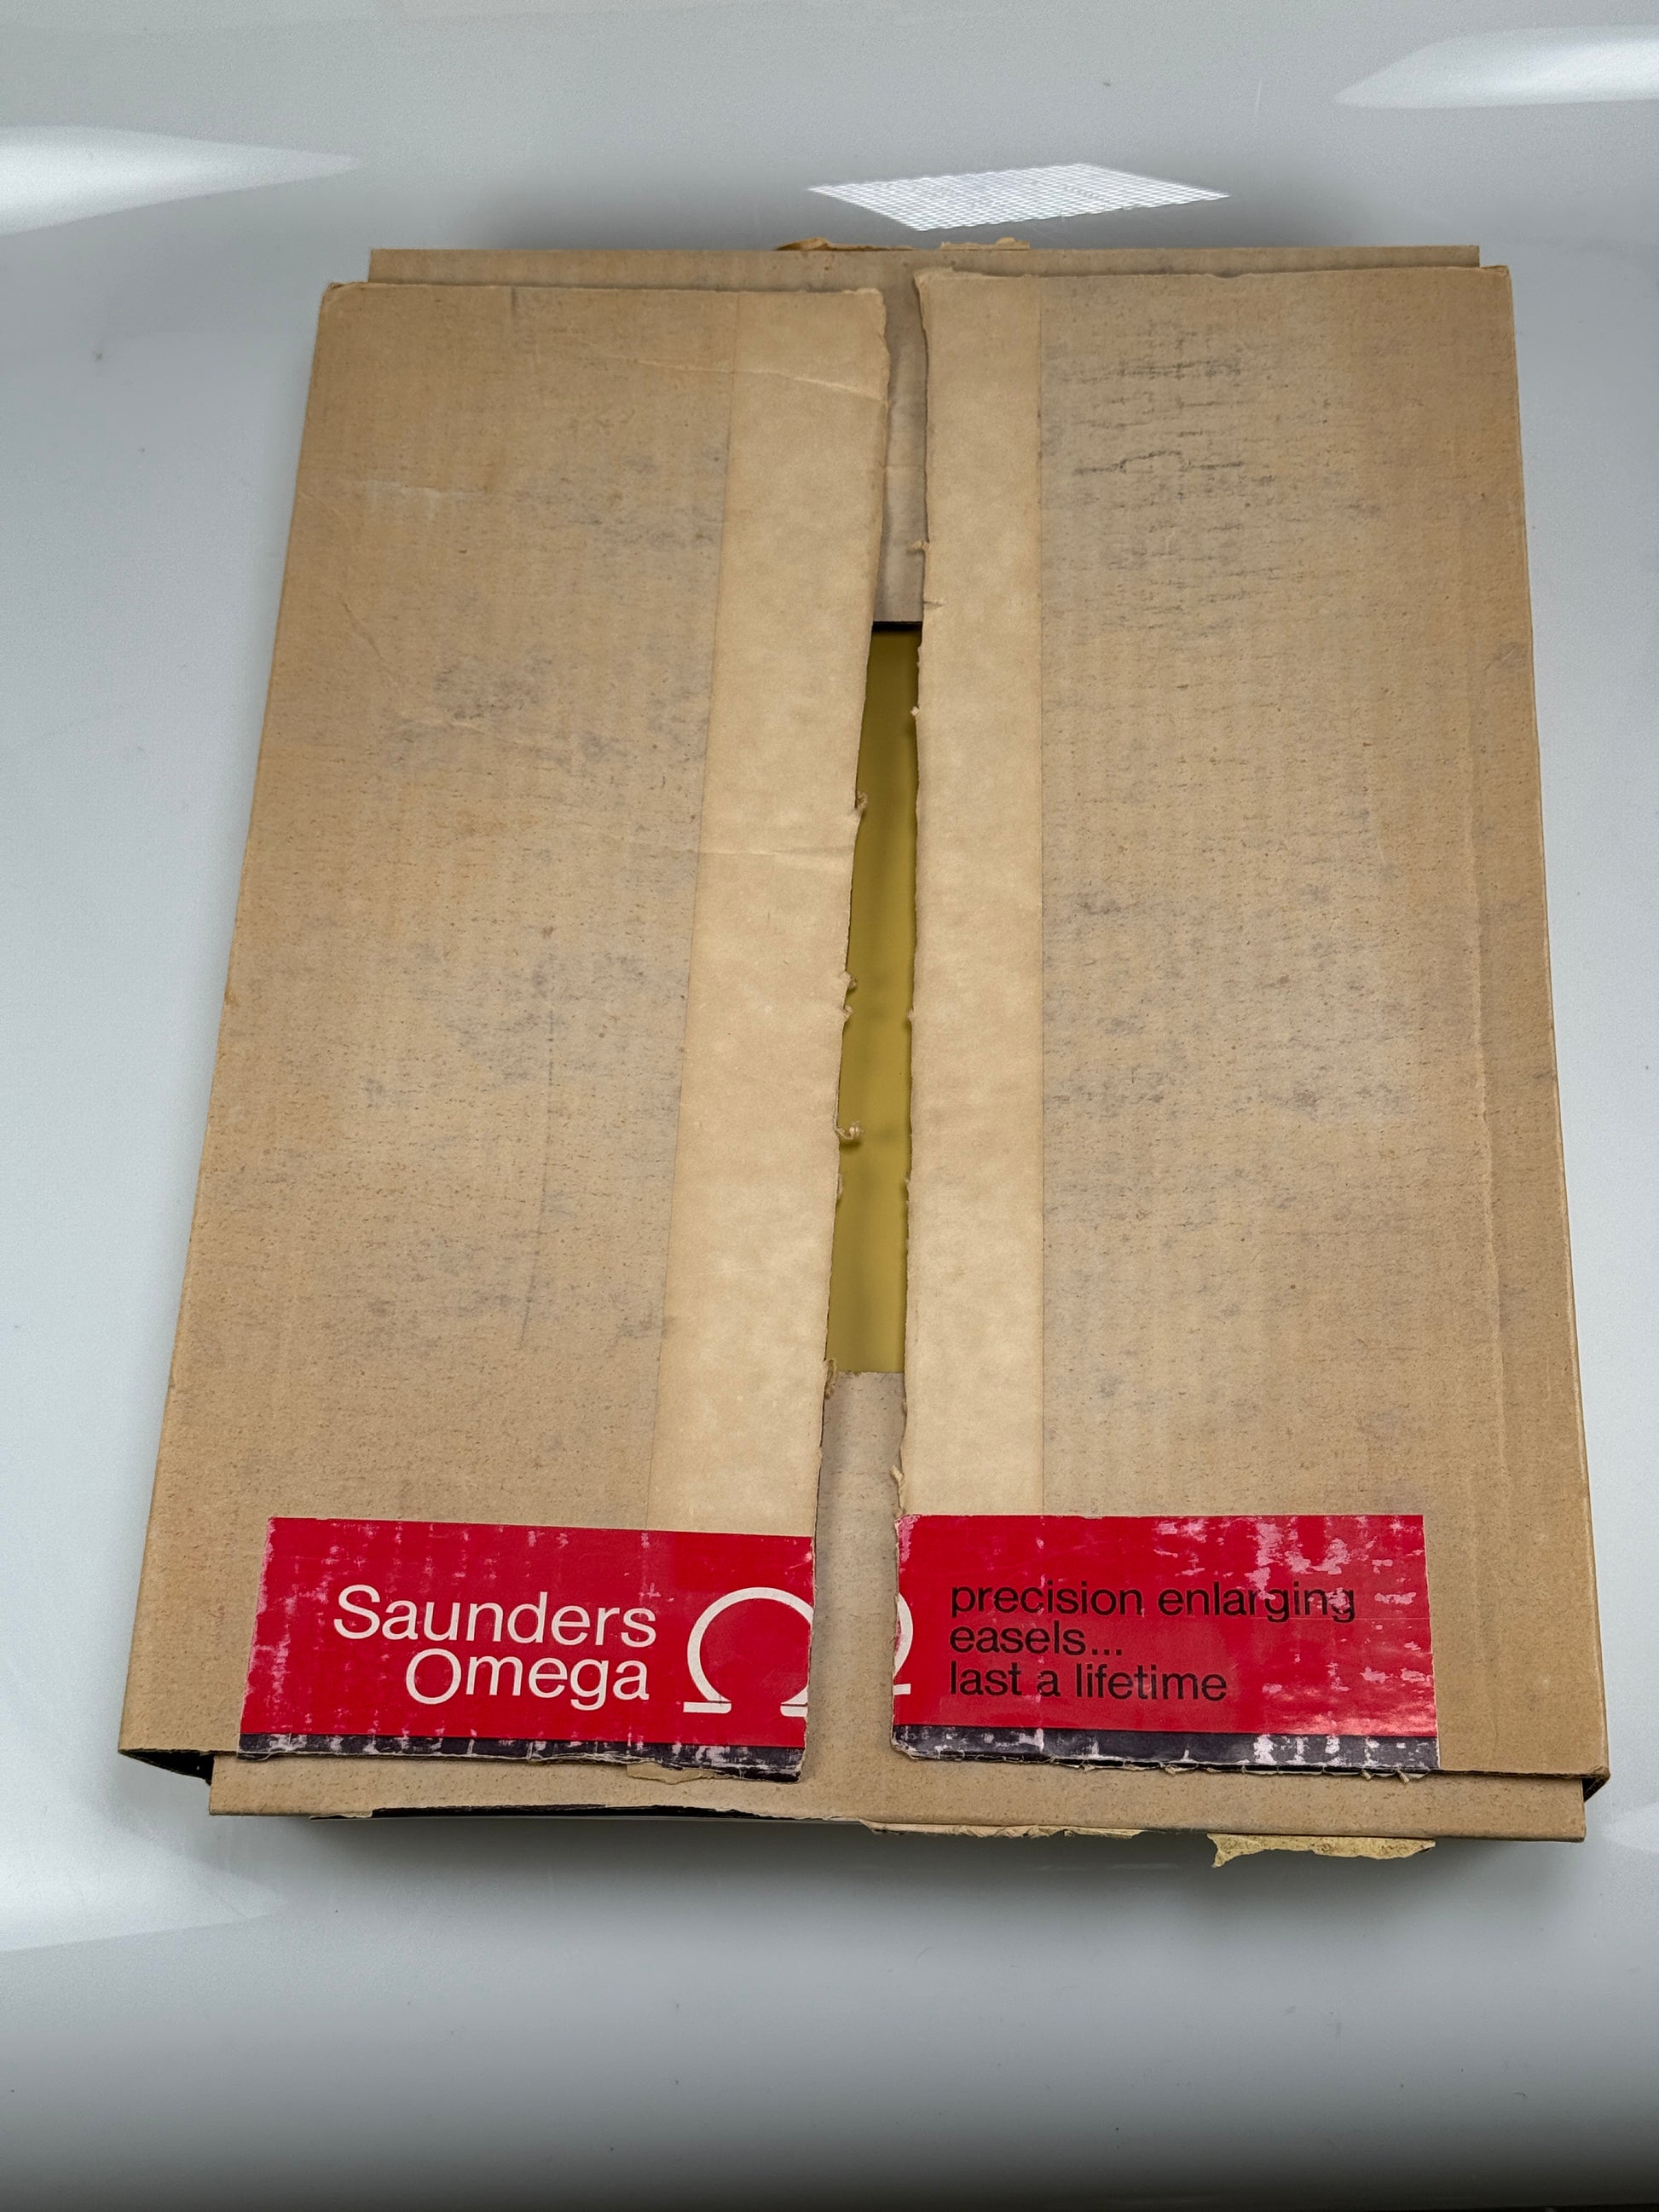 Saunders
Omega
Ω
precision enlarging
easels...
last a lifetime